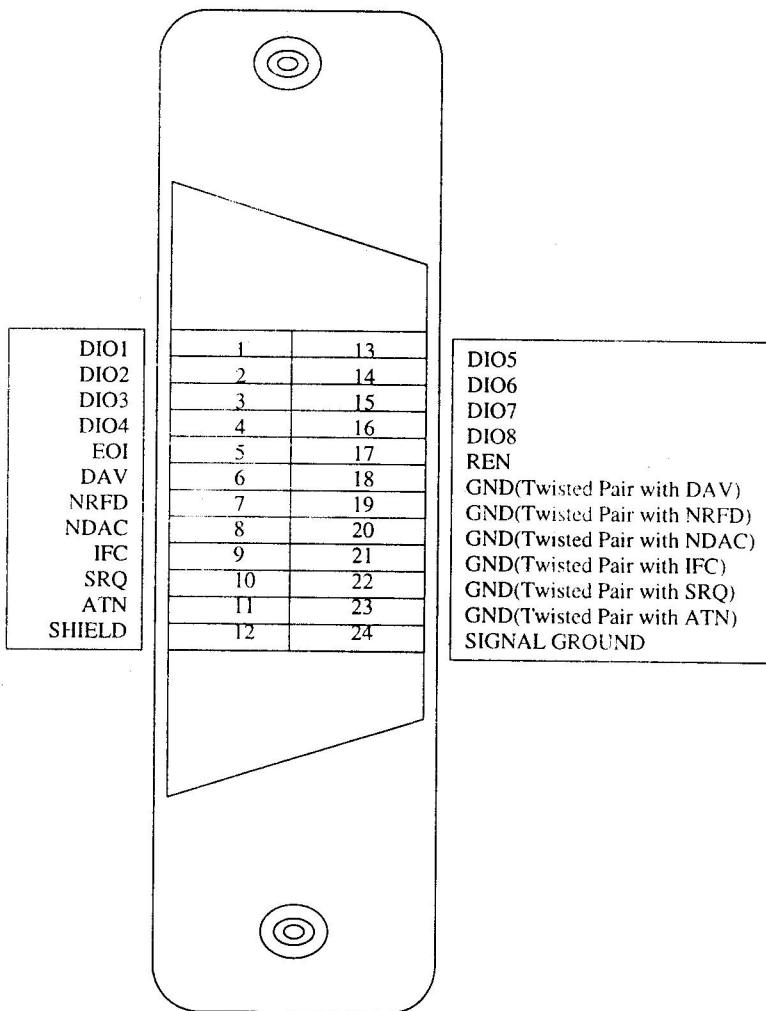 DIO1 1 13 DIO5
DIO2 2 14 DIO6
DIO3 3 15 DIO7
DIO4 4 16 DIO8
EOI 5 17 REN
DAV 6 18 GND(Twisted Pair with DAV)
NRFD 7 19 GND(Twisted Pair with NRFD)
NDAC 8 20 GND(Twisted Pair with NDAC)
IFC 9 21 GND(Twisted Pair with IFC)
SRQ 10 22 GND(Twisted Pair with SRQ)
ATN 11 23 GND(Twisted Pair with ATN)
SHIELD 12 24 SIGNAL GROUND